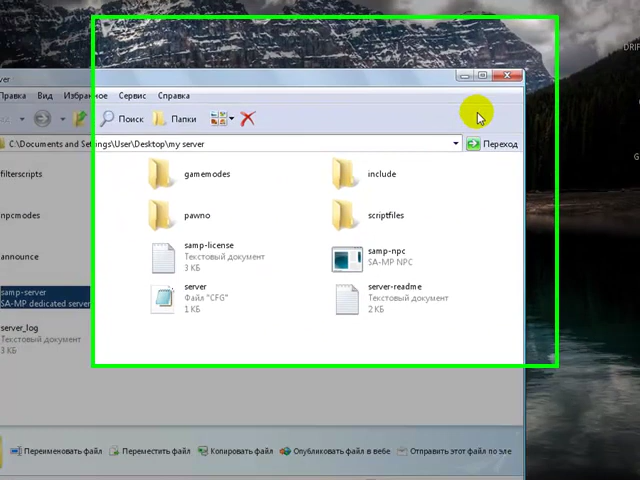 ver
DRIF
Правка Вид Избранное Сервис Справка
Поиск Папки
C:\Documents and Settings\User\Desktop\my server
Переход
filterscripts
gamemodes
include
G
npcmodes
pawno
scriptfiles
announce
samp-license
Текстовый документ
3 КБ
samp-npc
SA-MP NPC
samp-server
SA-MP dedicated server
server
Файл "CFG"
1 КБ
server-readme
Текстовый документ
2 КБ
server_log
Текстовый документ
3 КБ
Переименовать файл Переместить файл Копировать файл Опубликовать файл в вебе Отправить этот файл по эле